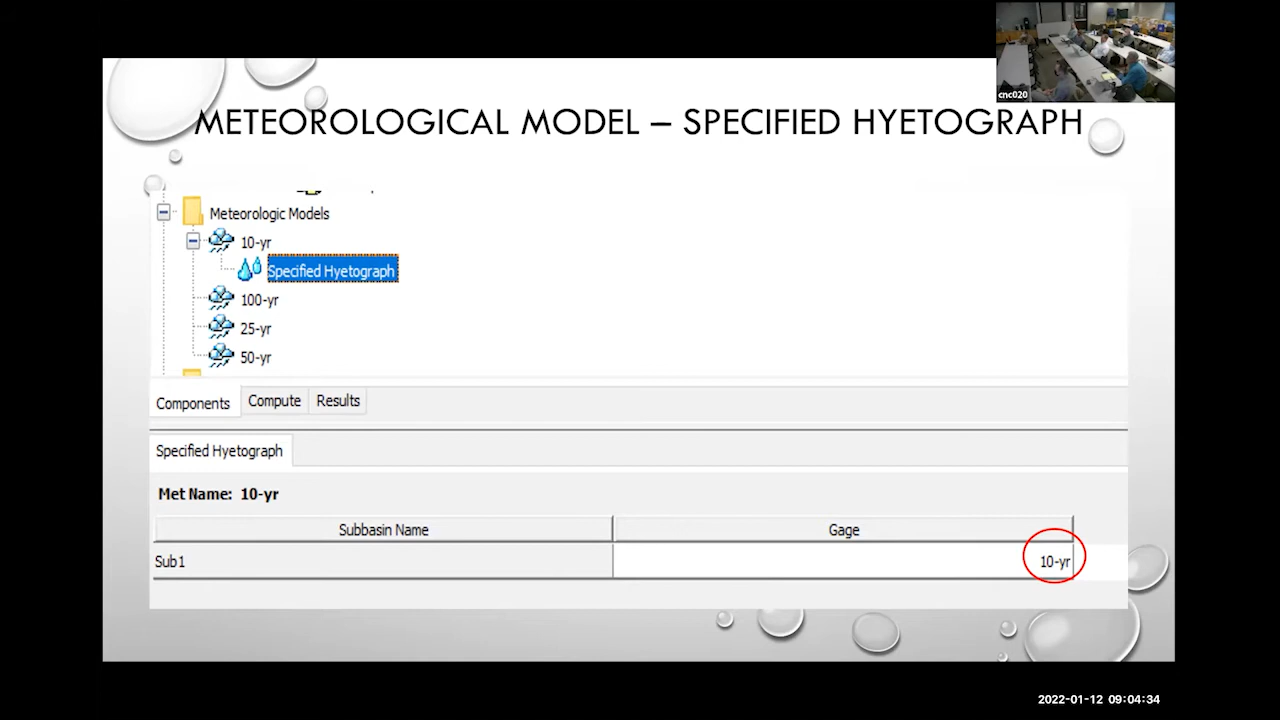 cnc020
METEOROLOGICAL MODEL – SPECIFIED HYETOGRAPH
Meteorologic Models
10-yr
Specified Hyetograph
100-yr
25-yr
50-yr
Components Compute Results
Specified Hyetograph
Met Name: 10-yr
Subbasin Name Gage
Sub1 10-yr
2022-01-12 09:04:34